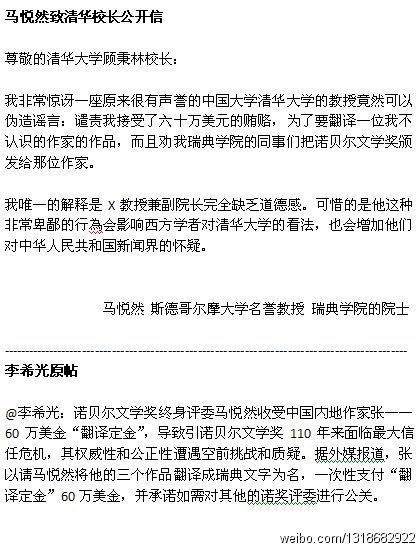 马悦然致清华校长公开信
尊敬的清华大学顾秉林校长：
我非常惊讶一座原来很有声誉的中国大学清华大学的教授竟然可以
伪造谣言：谴责我接受了六十万美元的贿赂，为了要翻译一位我不
认识的作家的作品，而且劝我瑞典学院的同事们把诺贝尔文学奖颁
发给那位作家。
我唯一的解释是 X 教授兼副院长完全缺乏道德感。可惜的是他这种
非常卑鄙的行為会影响西方学者对清华大学的看法，也会增加他们
对中华人民共和国新闻界的怀疑。
马悦然 斯德哥尔摩大学名誉教授 瑞典学院的院士
李希光原帖
@李希光：诺贝尔文学奖终身评委马悦然收受中国内地作家张一一
60 万美金“翻译定金”，导致引诺贝尔文学奖 110 年来面临最大信
任危机，其权威性和公正性遭遇空前挑战和质疑。据外媒报道，张
以请马悦然将他的三个作品翻译成瑞典文字为名，一次性支付“翻
译定金”60 万美金，并承诺如需对其他的诺奖评委进行公关。
weibo.com/1318682922